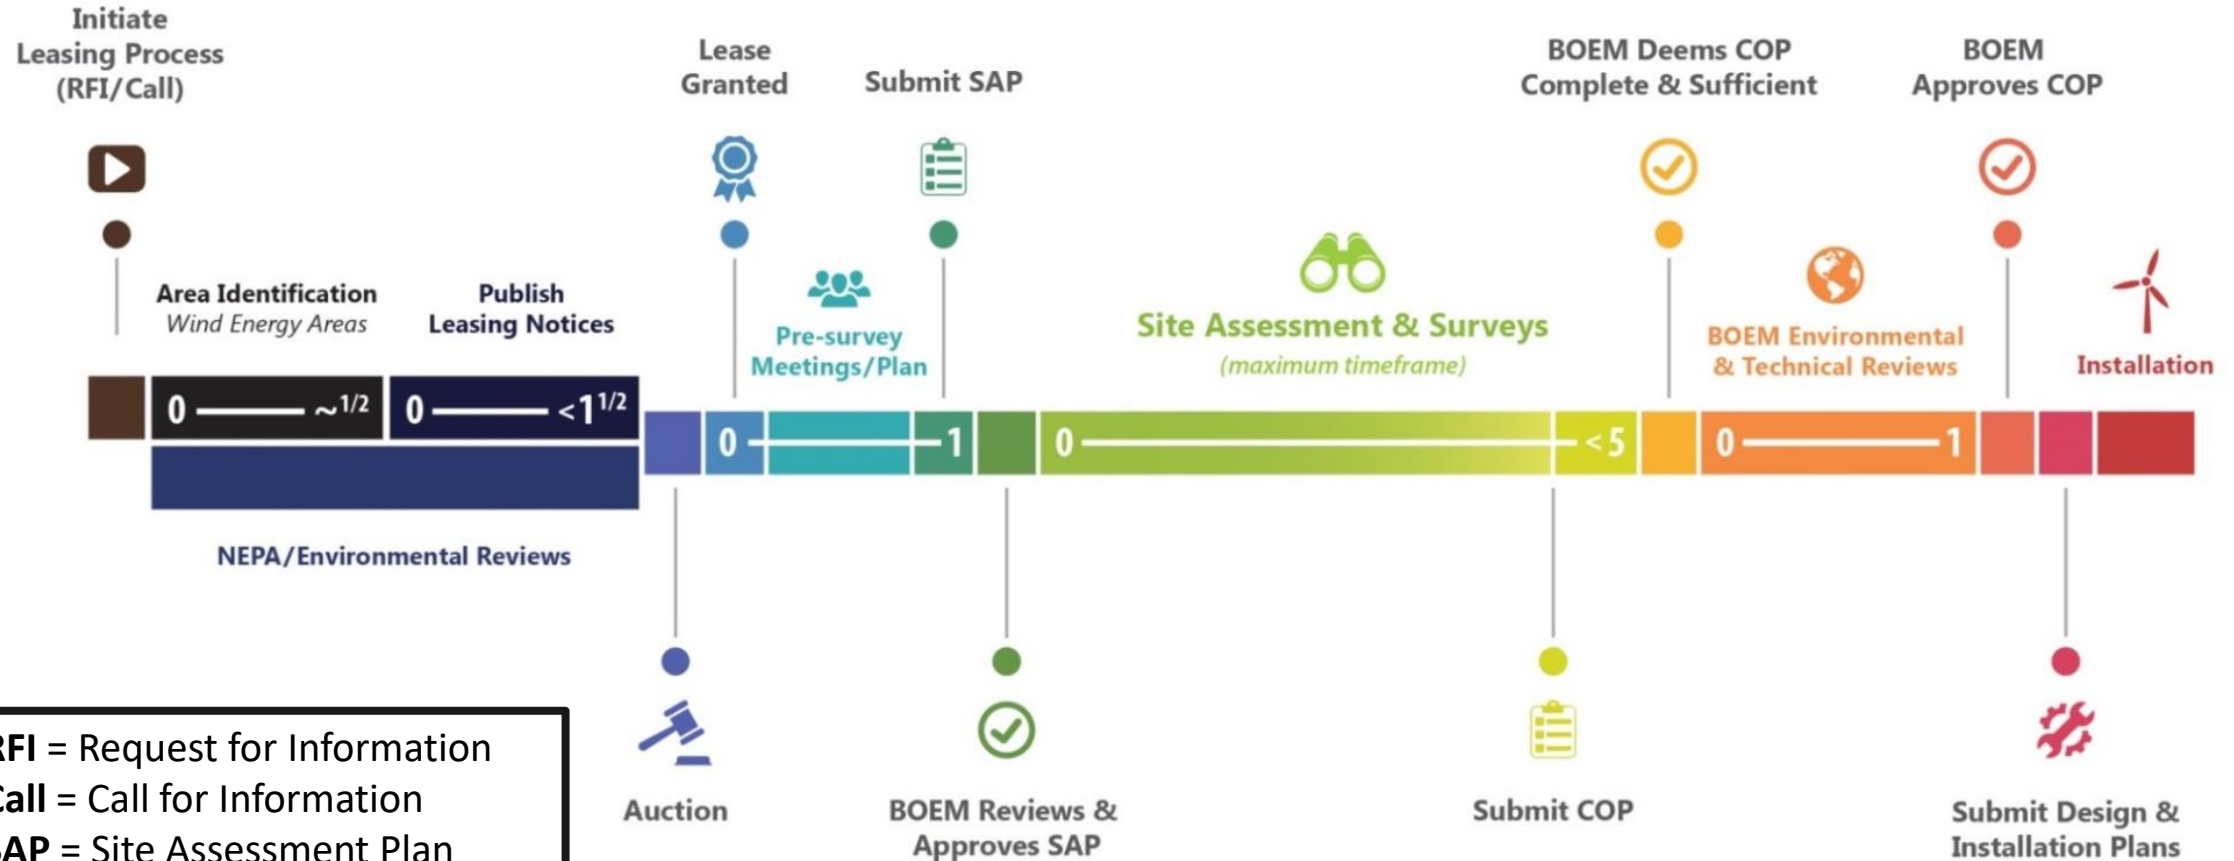 Initiate
Leasing Process
(RFI/Call)
Lease
Granted
Submit SAP
BOEM Deems COP
Complete & Sufficient
BOEM
Approves COP
Area Identification
Wind Energy Areas
Publish
Leasing Notices
Pre-survey
Meetings/Plan
Site Assessment & Surveys
(maximum timeframe)
BOEM Environmental
& Technical Reviews
Installation
0 ~1/2
0 <1 1/2
0 1
0 <5
0 1
NEPA/Environmental Reviews
Auction
BOEM Reviews &
Approves SAP
Submit COP
Submit Design &
Installation Plans
RFI = Request for Information
Call = Call for Information
SAP = Site Assessment Plan